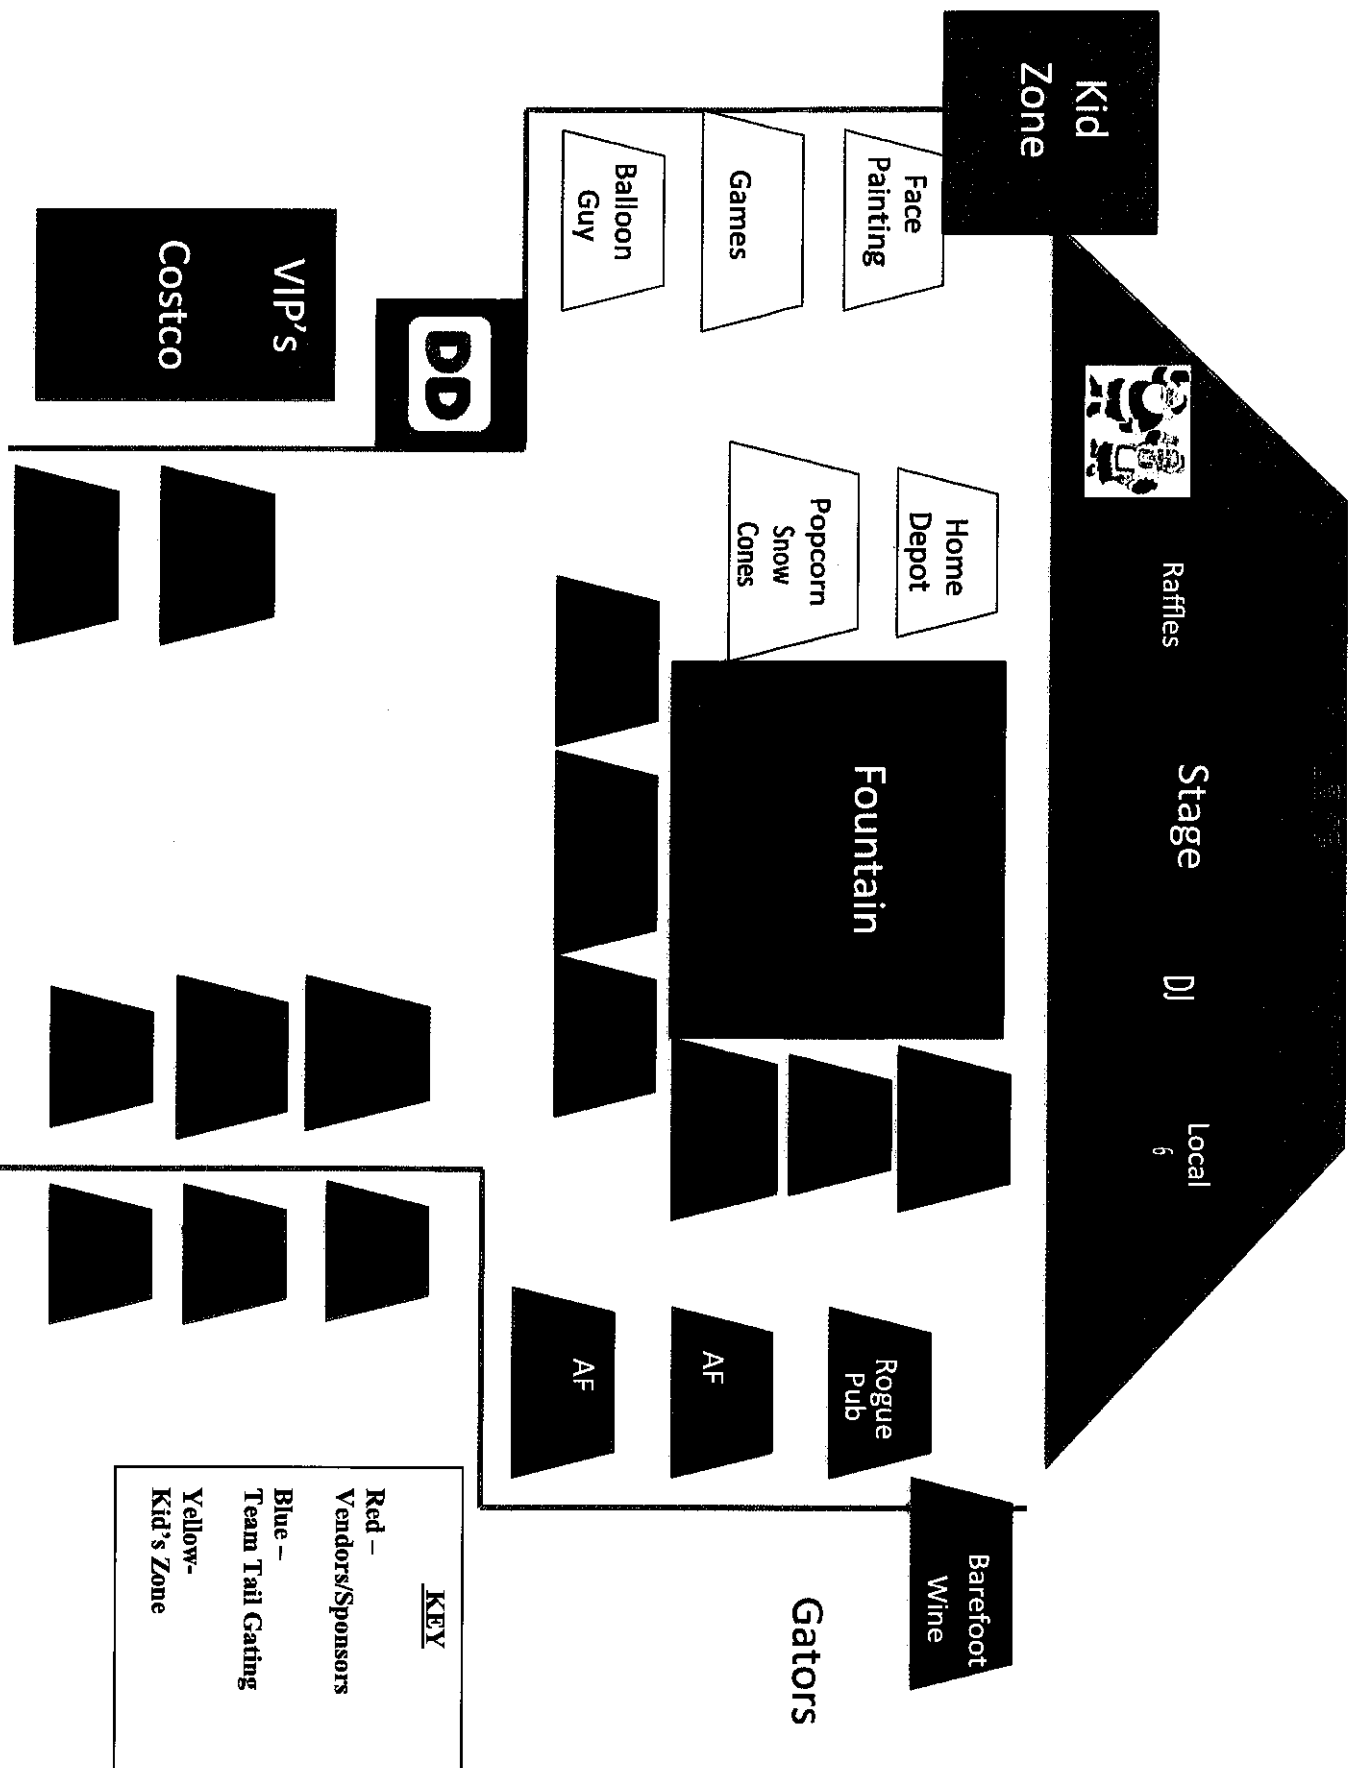 Kid
Zone
Raffles
Stage
DJ
Local
6
Face
Painting
Games
Balloon
Guy
Home
Depot
Popcorn
Snow
Cones
Fountain
VIP's
Costco
DD
Rogue
Pub
AF
AF
Barefoot
Wine
Gators
KEY
Red –
Vendors/Sponsors
Blue –
Team Tail Gating
Yellow-
Kid's Zone